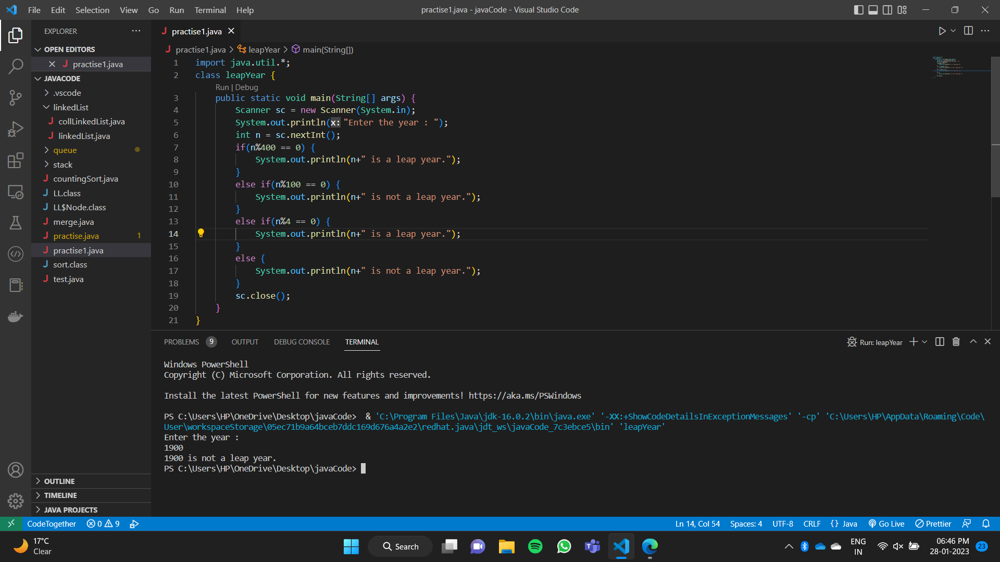 File Edit Selection View Go Run Terminal Help
practise1.java - javaCode - Visual Studio Code
EXPLORER
OPEN EDITORS
practise1.java
JAVACODE
.vscode
linkedList
collLinkedList.java
linkedList.java
queue
stack
countingSort.java
LL.class
LL$Node.class
merge.java
practise.java 1
practise1.java
sort.class
test.java
OUTLINE
TIMELINE
JAVA PROJECTS
practise1.java
practise1.java > leapYear > main(String[])
1 import java.util.*;
2 class leapYear {
Run | Debug
3 public static void main(String[] args) {
4 Scanner sc = new Scanner(System.in);
5 System.out.println(x: "Enter the year : ");
6 int n = sc.nextInt();
7 if(n%400 == 0) {
8 System.out.println(n+" is a leap year.");
9 }
10 else if(n%100 == 0) {
11 System.out.println(n+" is not a leap year.");
12 }
13 else if(n%4 == 0) {
14 System.out.println(n+" is a leap year.");
15 }
16 else {
17 System.out.println(n+" is not a leap year.");
18 }
19 sc.close();
20 }
21 }
PROBLEMS 9 OUTPUT DEBUG CONSOLE TERMINAL
Run: leapYear
Windows PowerShell
Copyright (C) Microsoft Corporation. All rights reserved.
Install the latest PowerShell for new features and improvements! https://aka.ms/PSWindows
PS C:\Users\HP\OneDrive\Desktop\javaCode> & 'C:\Program Files\Java\jdk-16.0.2\bin\java.exe' '-XX:+ShowCodeDetailsInExceptionMessages' '-cp' 'C:\Users\HP\AppData\Roaming\Code\
User\workspaceStorage\05ec71b9a64bceb7ddc169d676a4a2e2\redhat.java\jdt_ws\javaCode_7c3ebce5\bin' 'leapYear'
Enter the year :
1900
1900 is not a leap year.
PS C:\Users\HP\OneDrive\Desktop\javaCode>
CodeTogether 0 9
Ln 14, Col 54 Spaces: 4 UTF-8 CRLF {} Java Go Live Prettier
17°C
Clear
Search
ENG
IN
06:46 PM
28-01-2023
23